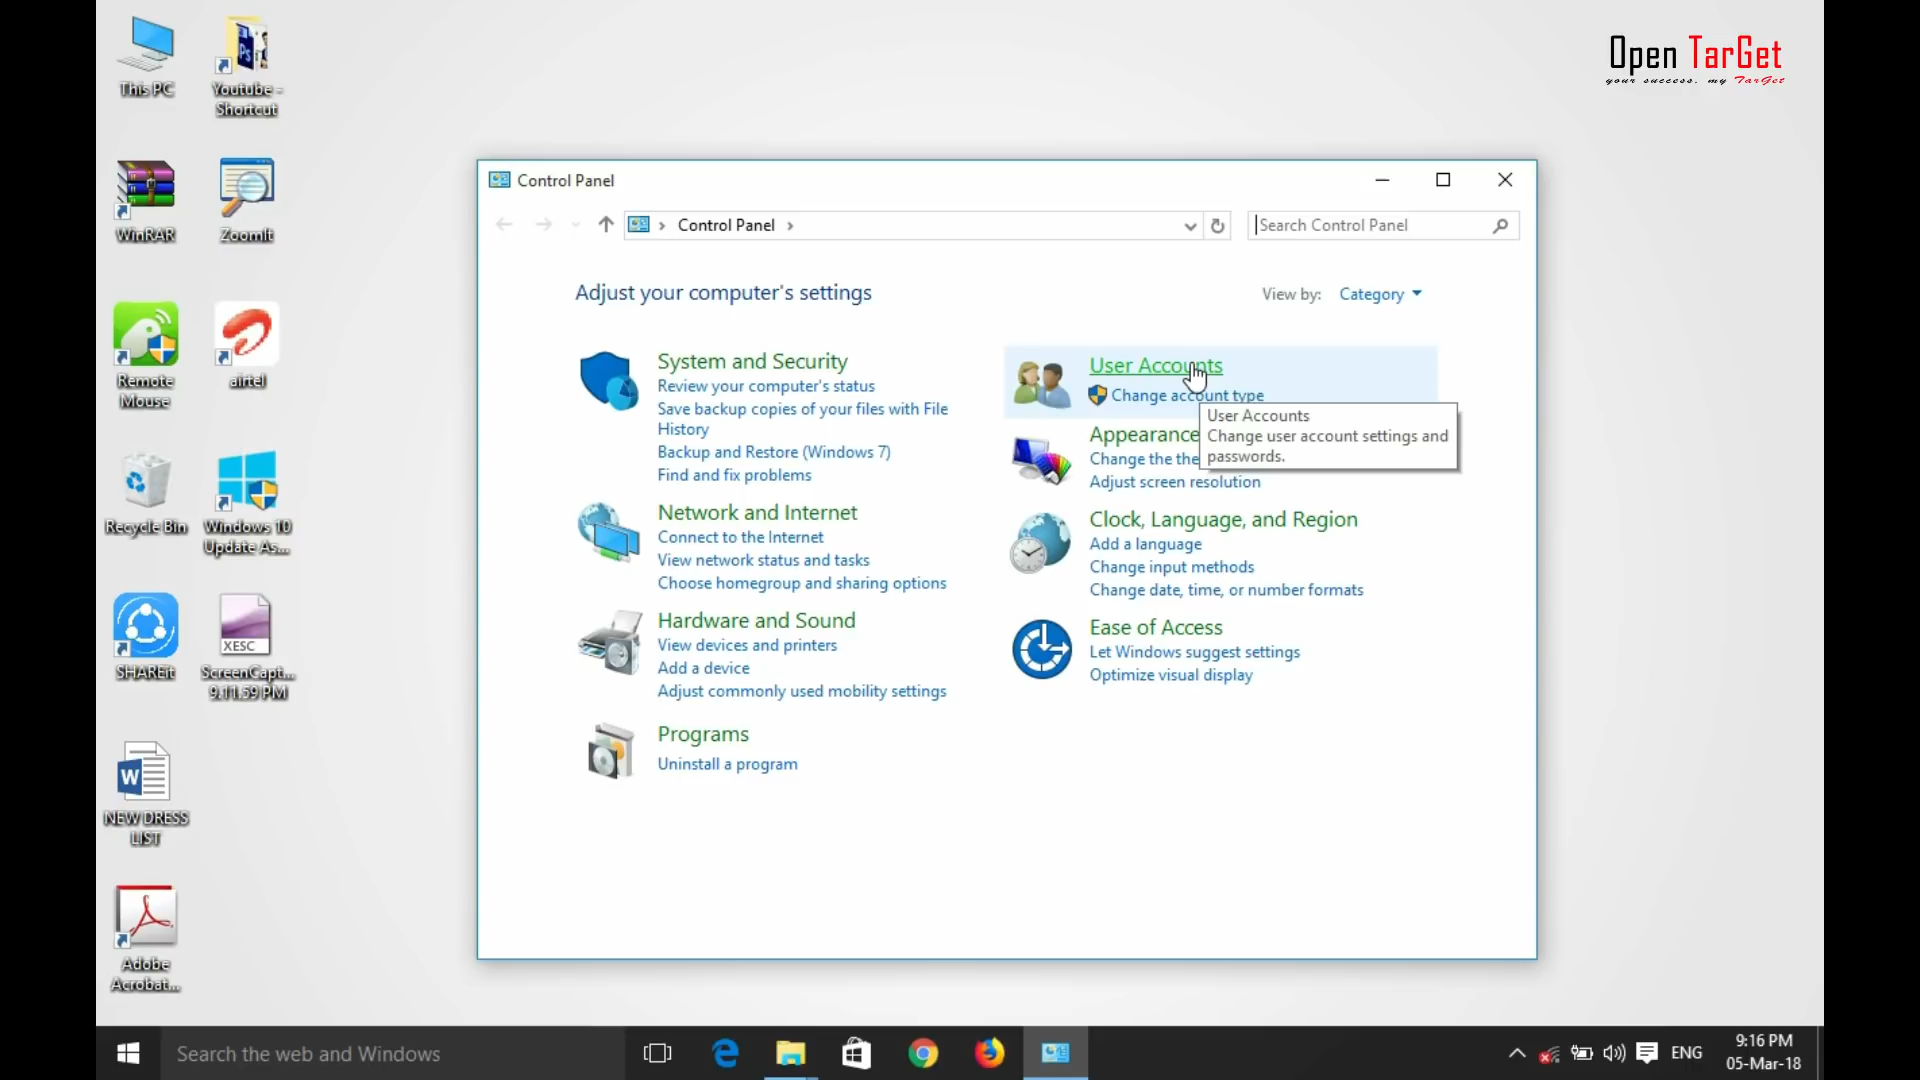 This PC
Youtube -
Shortcut
WinRAR
ZoomIt
Remote
Mouse
airtel
Recycle Bin
Windows 10
Update As...
SHAREit
XESC
ScreenCapt...
9.11.59 PM
NEW DRESS
LIST
Adobe
Acrobat...
Open TarGet
your success. my TarGet
Control Panel
Control Panel
Search Control Panel
Adjust your computer's settings
View by: Category
System and Security
Review your computer's status
Save backup copies of your files with File
History
Backup and Restore (Windows 7)
Find and fix problems
Network and Internet
Connect to the Internet
View network status and tasks
Choose homegroup and sharing options
Hardware and Sound
View devices and printers
Add a device
Adjust commonly used mobility settings
Programs
Uninstall a program
User Accounts
Change account type
User Accounts
Change user account settings and
passwords.
Appearance
Change the
Adjust screen resolution
Clock, Language, and Region
Add a language
Change input methods
Change date, time, or number formats
Ease of Access
Let Windows suggest settings
Optimize visual display
Search the web and Windows
ENG
9:16 PM
05-Mar-18